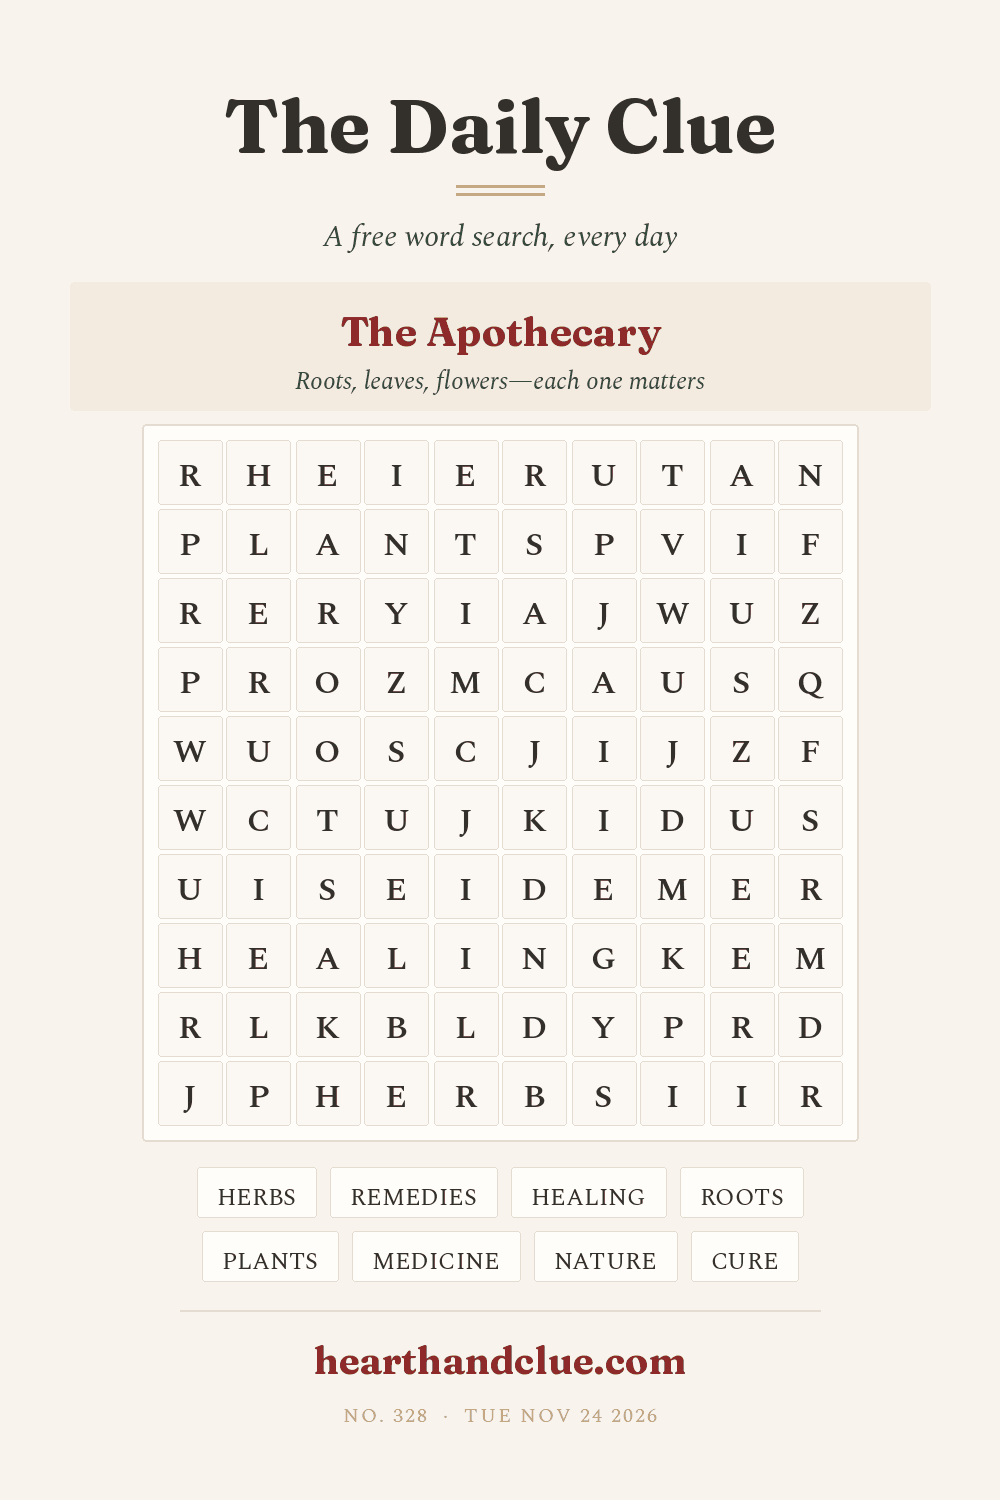 The Daily Clue
A free word search, every day
The Apothecary
Roots, leaves, flowers—each one matters
R H E I E R U T A N
P L A N T S P V I F
R E R Y I A J W U Z
P R O Z M C A U S Q
W U O S C J I J Z F
W C T U J K I D U S
U I S E I D E M E R
H E A L I N G K E M
R L K B L D Y P R D
J P H E R B S I I R
HERBS REMEDIES HEALING ROOTS
PLANTS MEDICINE NATURE CURE
hearthandclue.com
NO. 328 · TUE NOV 24 2026